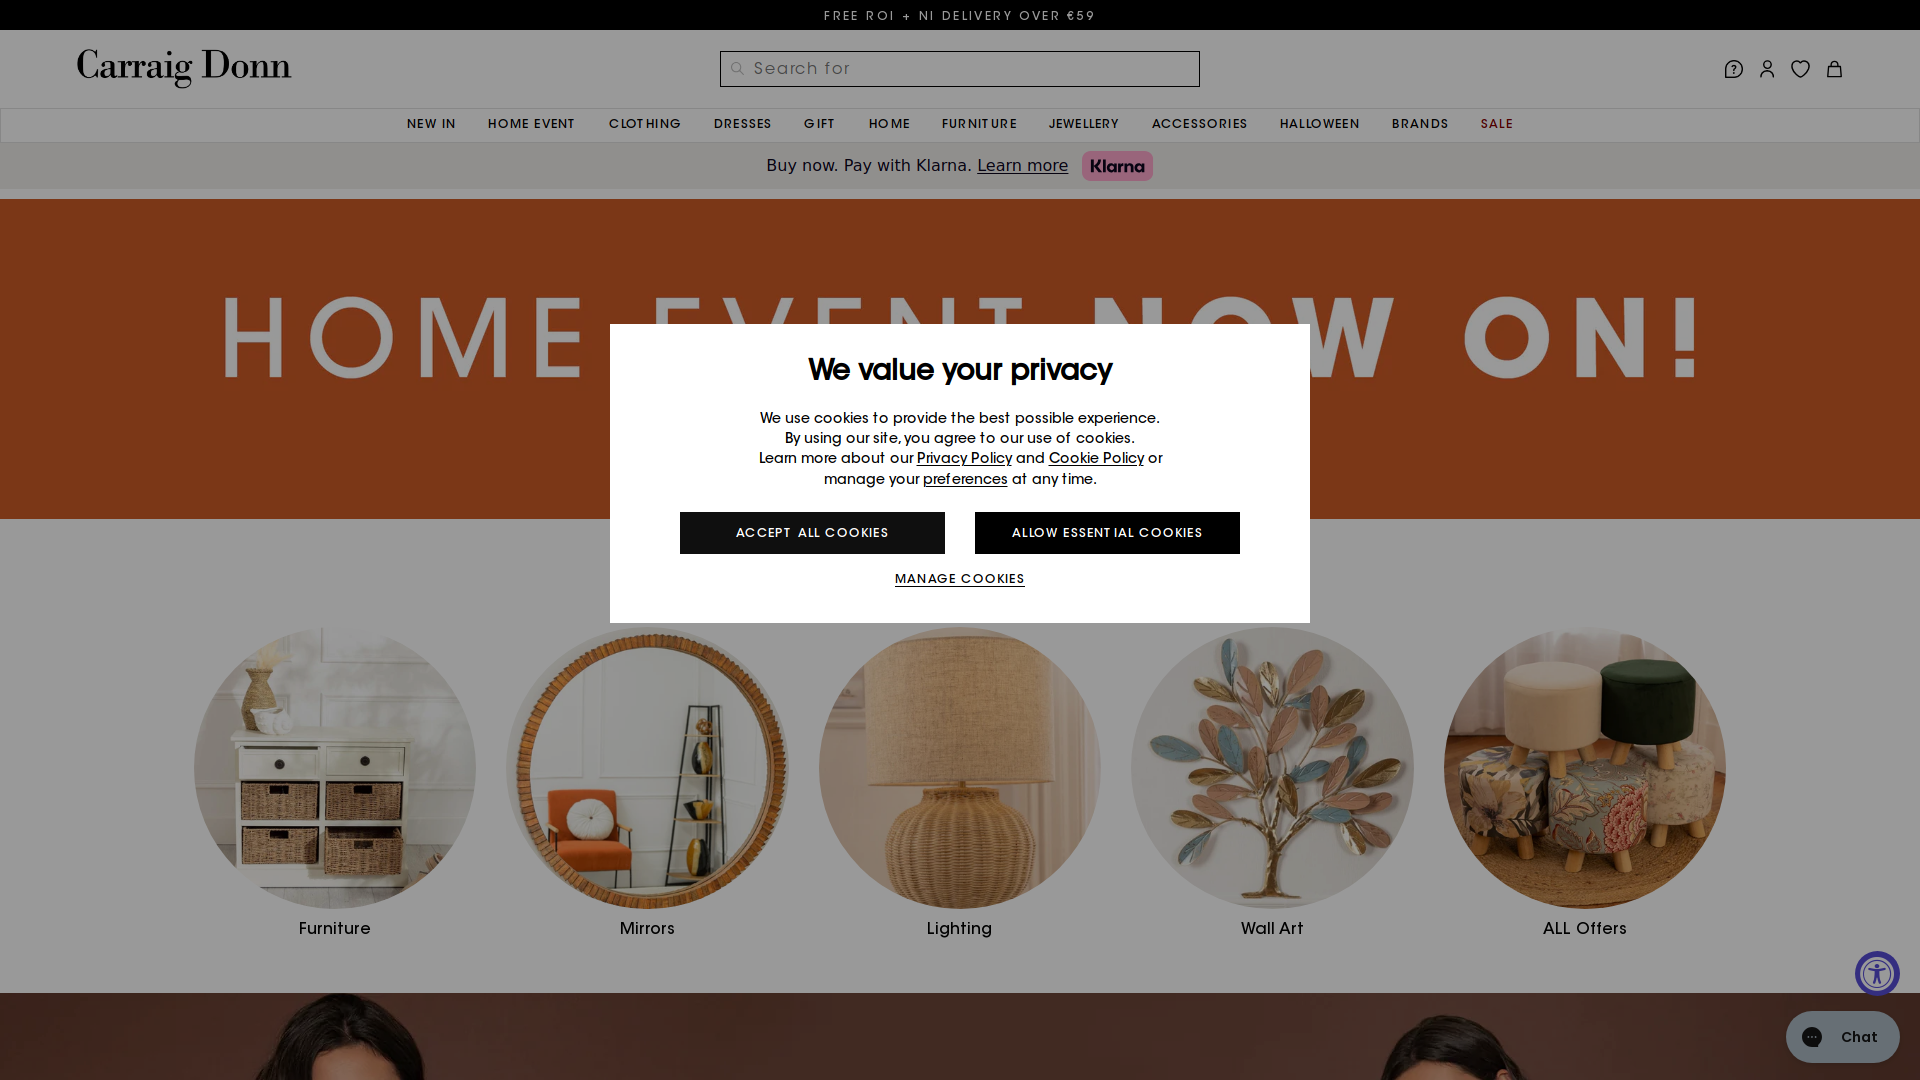 FREE ROI + NI DELIVERY OVER €59
Carraig Donn
Search for
NEW IN HOME EVENT CLOTHING DRESSES GIFT HOME FURNITURE JEWELLERY ACCESSORIES HALLOWEEN BRANDS SALE
Buy now. Pay with Klarna. Learn more Klarna
HOME EVENT NOW ON!
We value your privacy
We use cookies to provide the best possible experience.
By using our site, you agree to our use of cookies.
Learn more about our Privacy Policy and Cookie Policy or
manage your preferences at any time.
ACCEPT ALL COOKIES ALLOW ESSENTIAL COOKIES
MANAGE COOKIES
Furniture Mirrors Lighting Wall Art ALL Offers
Chat